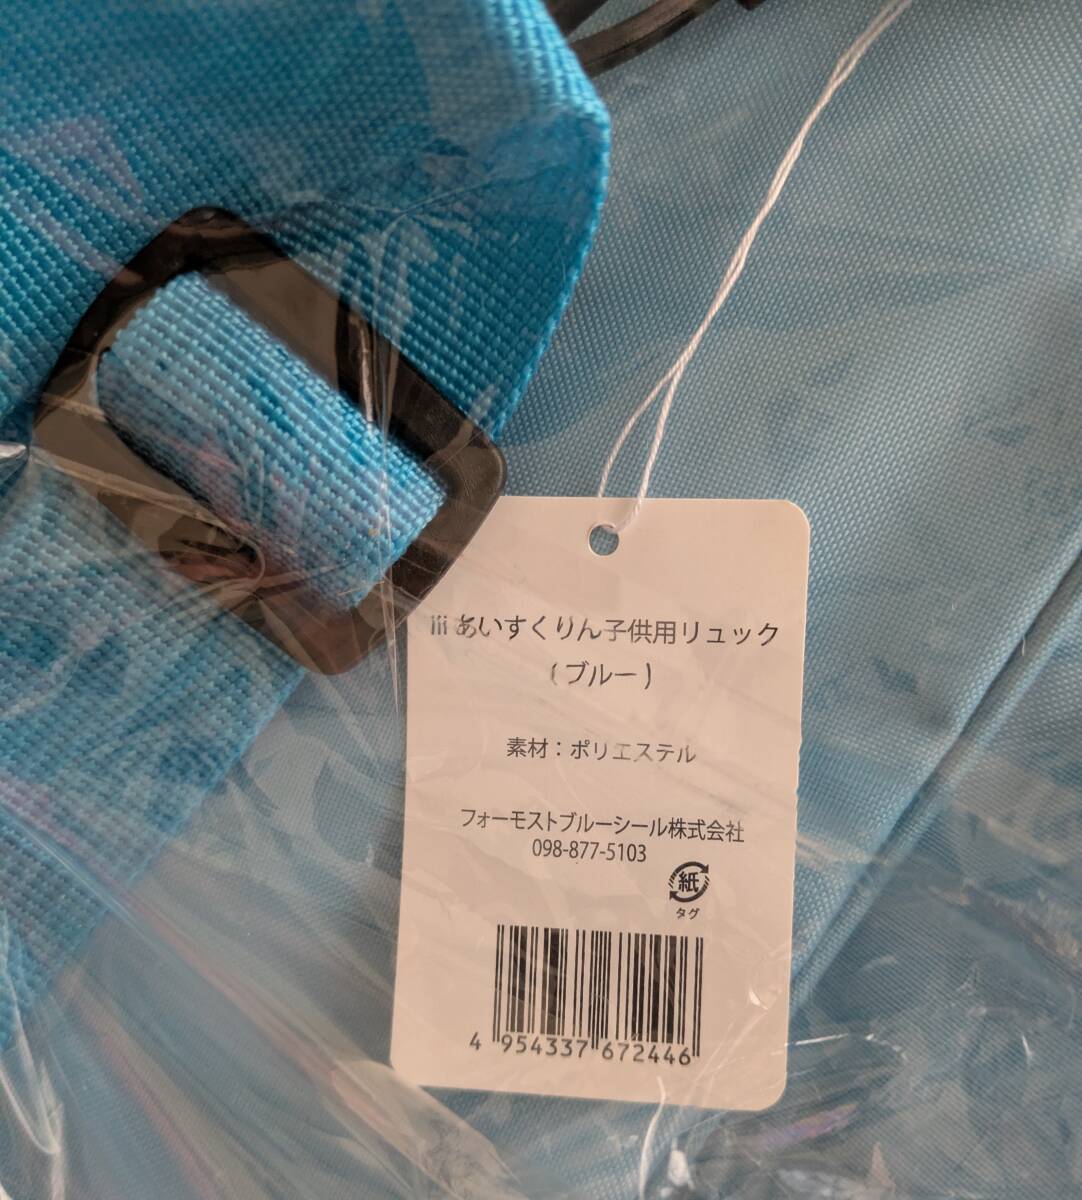 iii あいすくりん子供用リュック
(ブルー)
素材：ポリエステル
フォーモストブルーシール株式会社
098-877-5103
紙
タグ
4 954337 672446